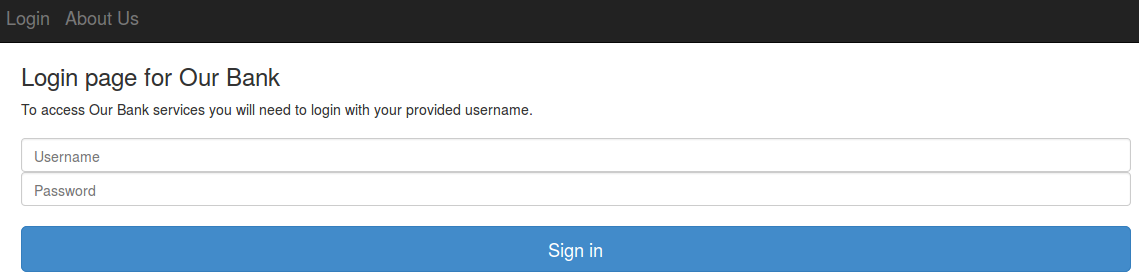 Login About Us
Login page for Our Bank
To access Our Bank services you will need to login with your provided username.
Username
Password
Sign in